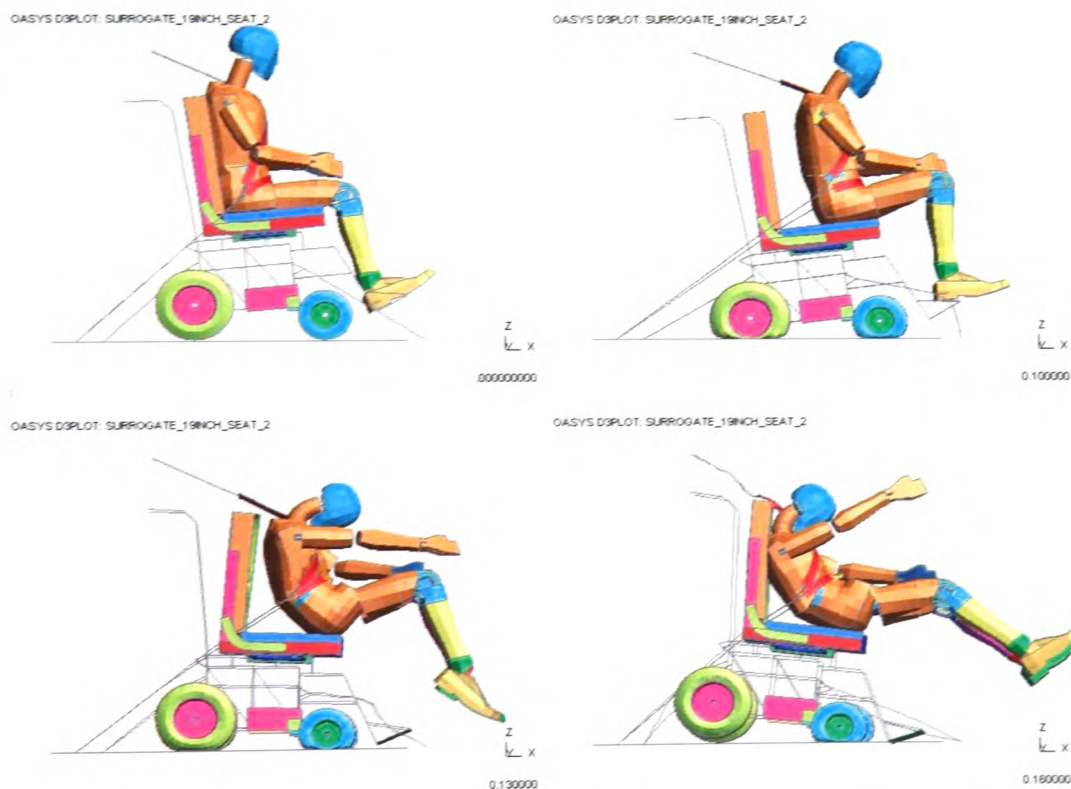 OASYS D3PLOT: SURROGATE_19INCH_SEAT_2
OASYS D3PLOT: SURROGATE_19INCH_SEAT_2
Z
X
.000000000
Z
X
0.100000
OASYS D3PLOT: SURROGATE_19INCH_SEAT_2
OASYS D3PLOT: SURROGATE_19INCH_SEAT_2
Z
X
0.130000
Z
X
0.160000